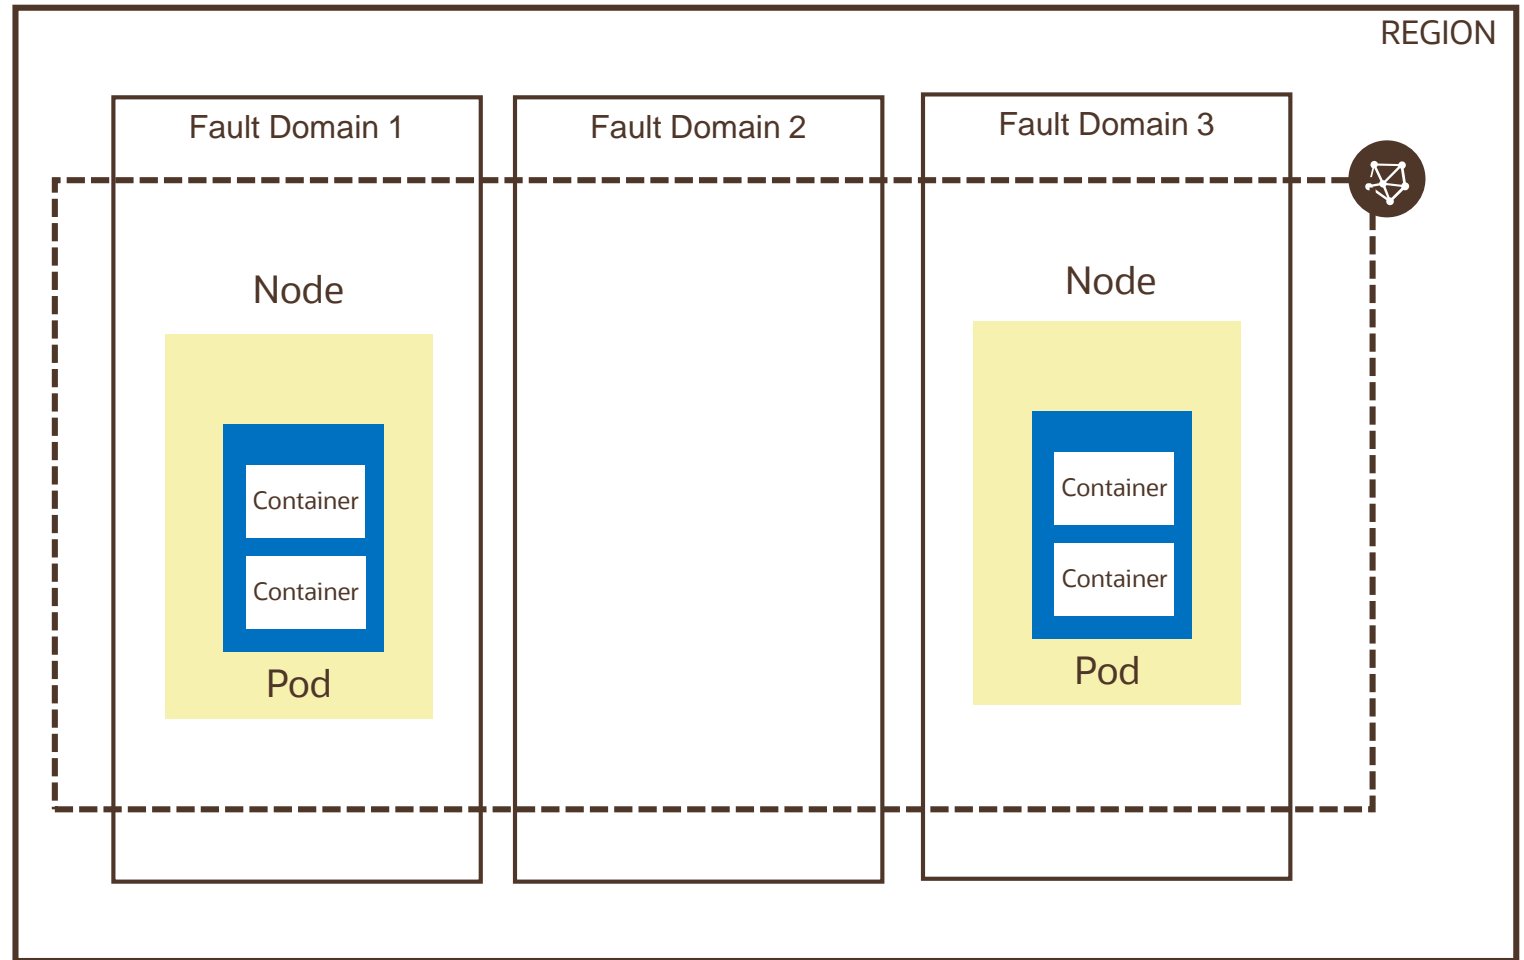 REGION
Fault Domain 1
Fault Domain 2
Fault Domain 3
Node
Container
Container
Pod
Node
Container
Container
Pod